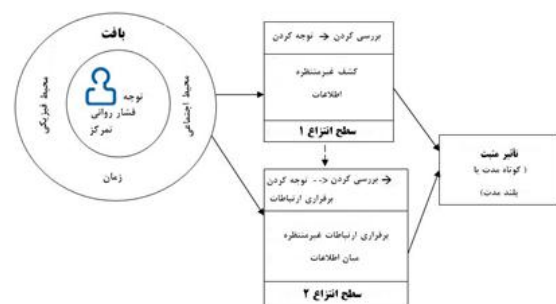 بافت
محیط فیزیکی
محیط اجتماعی
زمان
توجه
فشار روانی
تمرکز
بررسی کردن → توجه کردن
کشف غیرمنتظره
اطلاعات
سطح انتزاع ۱
بررسی کردن --> توجه کردن →
برقراری ارتباطات
برقراری ارتباطات غیرمنتظره
میان اطلاعات
سطح انتزاع ۲
تأثیر مثبت
( کوتاه مدت یا
بلند مدت)